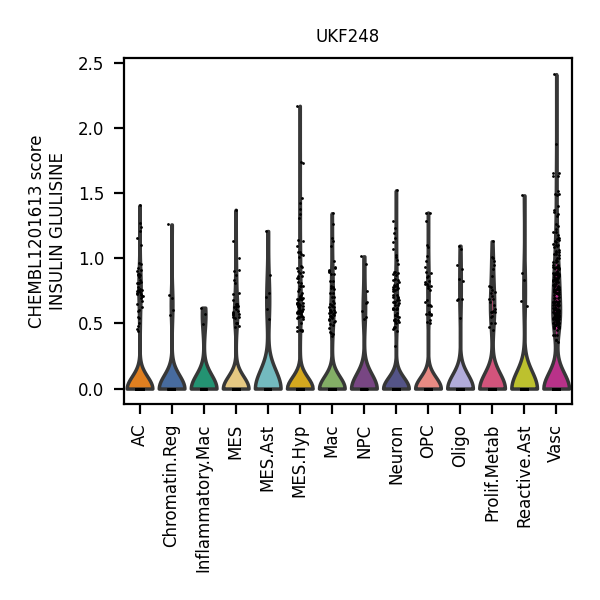 UKF248
CHEMBL1201613 score
INSULIN GLULISINE
2.5
2.0
1.5
1.0
0.5
0.0
AC
Chromatin.Reg
Inflammatory.Mac
MES
MES.Ast
MES.Hyp
Mac
NPC
Neuron
OPC
Oligo
Prolif.Metab
Reactive.Ast
Vasc